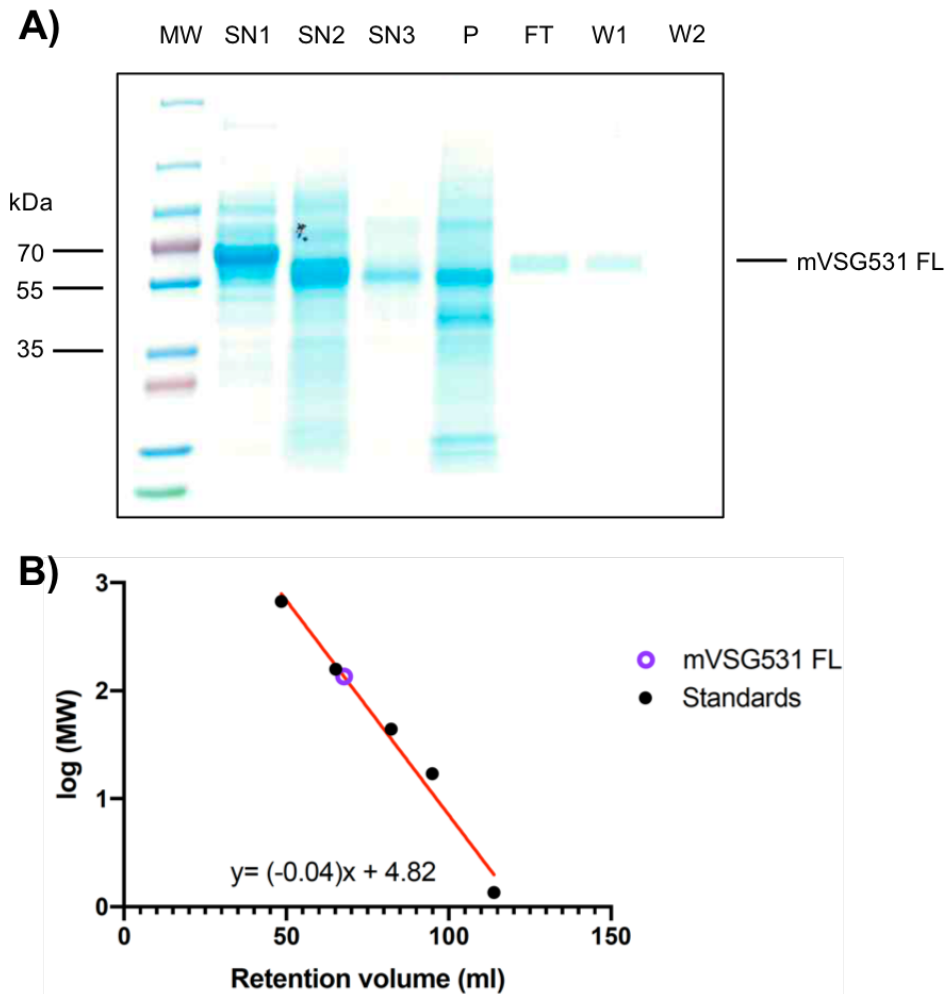 A)
MW SN1 SN2 SN3 P FT W1 W2
kDa
70
55
35
mVSG531 FL
B)
3
2
1
0
log (MW)
y= (-0.04)x + 4.82
0 50 100 150
Retention volume (ml)
mVSG531 FL
Standards